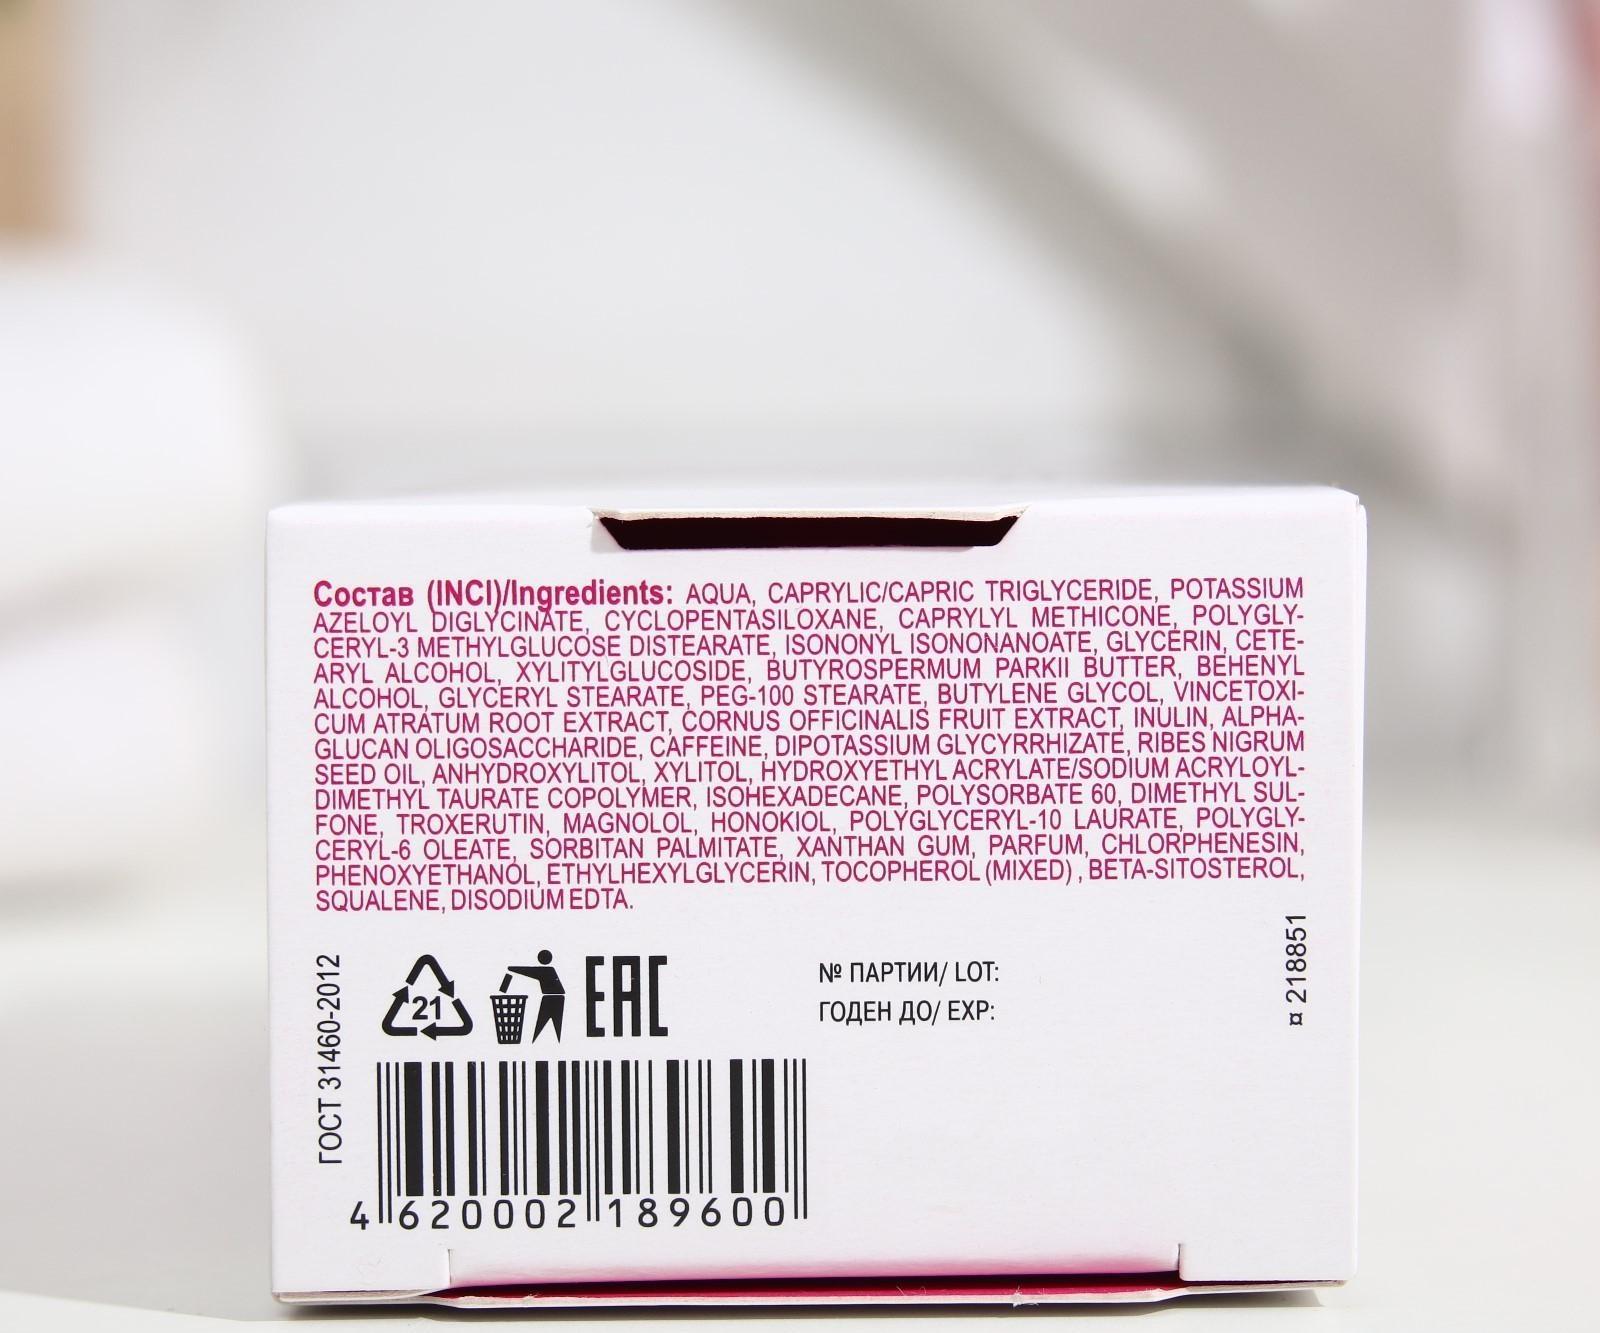 Состав (INCI)/Ingredients: AQUA, CAPRYLIC/CAPRIC TRIGLYCERIDE, POTASSIUM
AZELOYL DIGLYCINATE, CYCLOPENTASILOXANE, CAPRYLYL METHICONE, POLYGLY-
CERYL-3 METHYLGLUCOSE DISTEARATE, ISONONYL ISONONANOATE, GLYCERIN, CETE-
ARYL ALCOHOL, XYLITYLGLUCOSIDE, BUTYROSPERMUM PARKII BUTTER, BEHENYL
ALCOHOL, GLYCERYL STEARATE, PEG-100 STEARATE, BUTYLENE GLYCOL, VINCETOXI-
CUM ATRATUM ROOT EXTRACT, CORNUS OFFICINALIS FRUIT EXTRACT, INULIN, ALPHA-
GLUCAN OLIGOSACCHARIDE, CAFFEINE, DIPOTASSIUM GLYCYRRHIZATE, RIBES NIGRUM
SEED OIL, ANHYDROXYLITOL, XYLITOL, HYDROXYETHYL ACRYLATE/SODIUM ACRYLOYL-
DIMETHYL TAURATE COPOLYMER, ISOHEXADECANE, POLYSORBATE 60, DIMETHYL SUL-
FONE, TROXERUTIN, MAGNOLOL, HONOKIOL, POLYGLYCERYL-10 LAURATE, POLYGLY-
CERYL-6 OLEATE, SORBITAN PALMITATE, XANTHAN GUM, PARFUM, CHLORPHENESIN,
PHENOXYETHANOL, ETHYLHEXYLGLYCERIN, TOCOPHEROL (MIXED) , BETA-SITOSTEROL,
SQUALENE, DISODIUM EDTA.
ГОСТ 31460-2012
21
EAC
№ ПАРТИИ/ LOT:
ГОДЕН ДО/ EXP:
¤ 218851
4 620002 189600